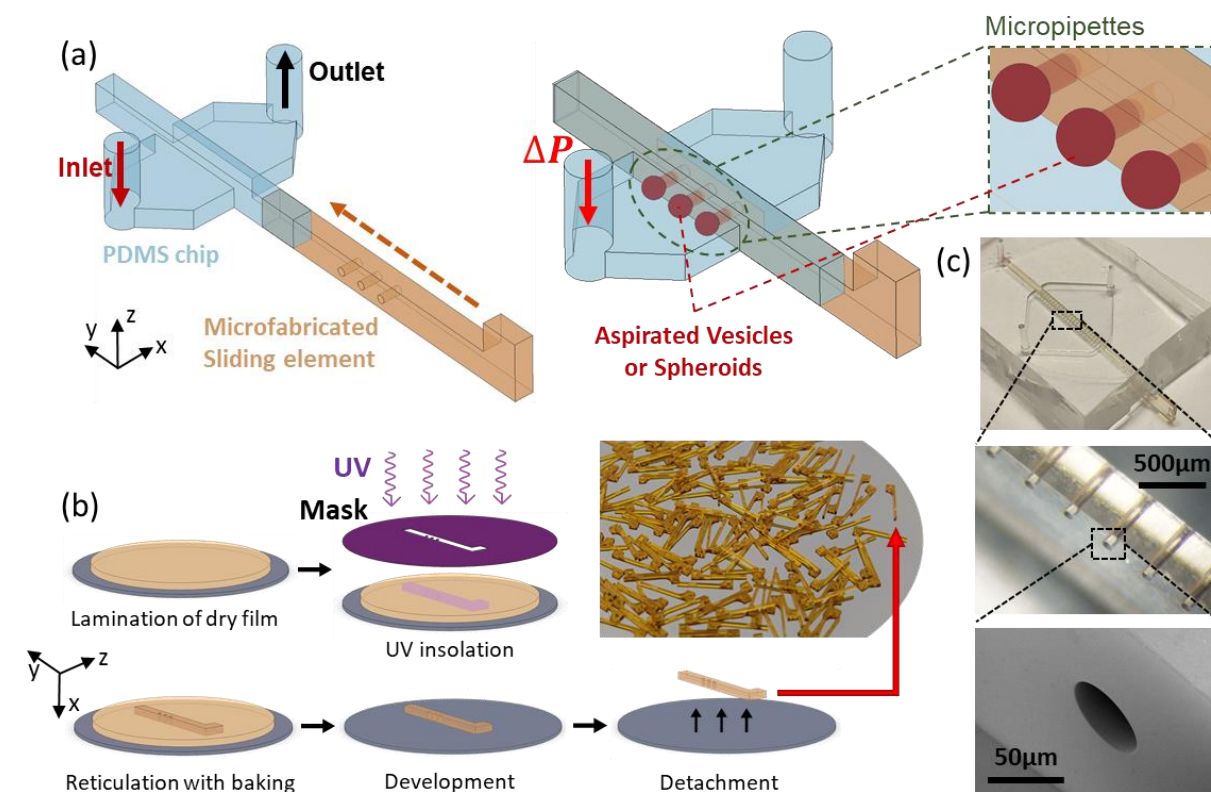 (a)
Outlet
Inlet
PDMS chip
Microfabricated
Sliding element
z
y
x
ΔP
Micropipettes
Aspirated Vesicles
or Spheroids
(b)
UV
Mask
Lamination of dry film
UV insolation
y
z
x
Reticulation with baking
Development
Detachment
(c)
500µm
50µm